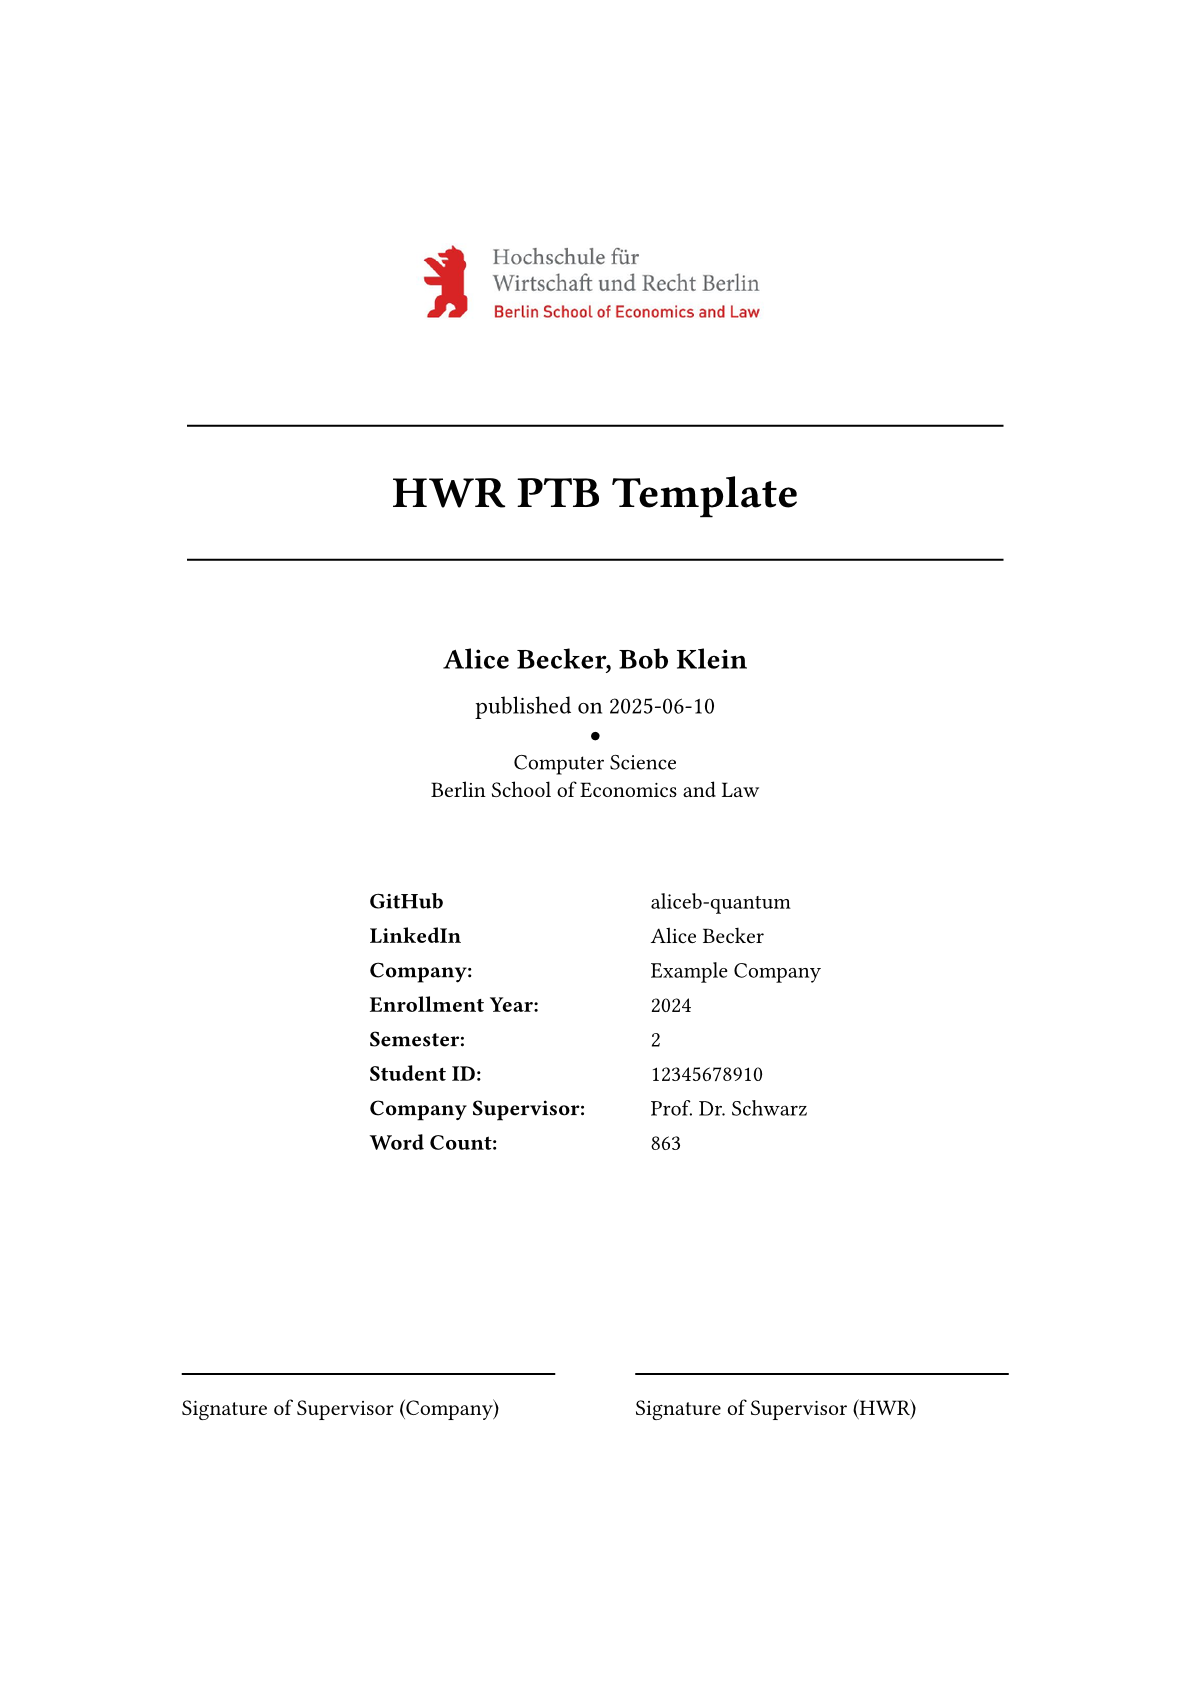 Hochschule für
Wirtschaft und Recht Berlin
Berlin School of Economics and Law
HWR PTB Template
Alice Becker, Bob Klein
published on 2025-06-10
•
Computer Science
Berlin School of Economics and Law
GitHub aliceb-quantum
LinkedIn Alice Becker
Company: Example Company
Enrollment Year: 2024
Semester: 2
Student ID: 12345678910
Company Supervisor: Prof. Dr. Schwarz
Word Count: 863
Signature of Supervisor (Company) Signature of Supervisor (HWR)